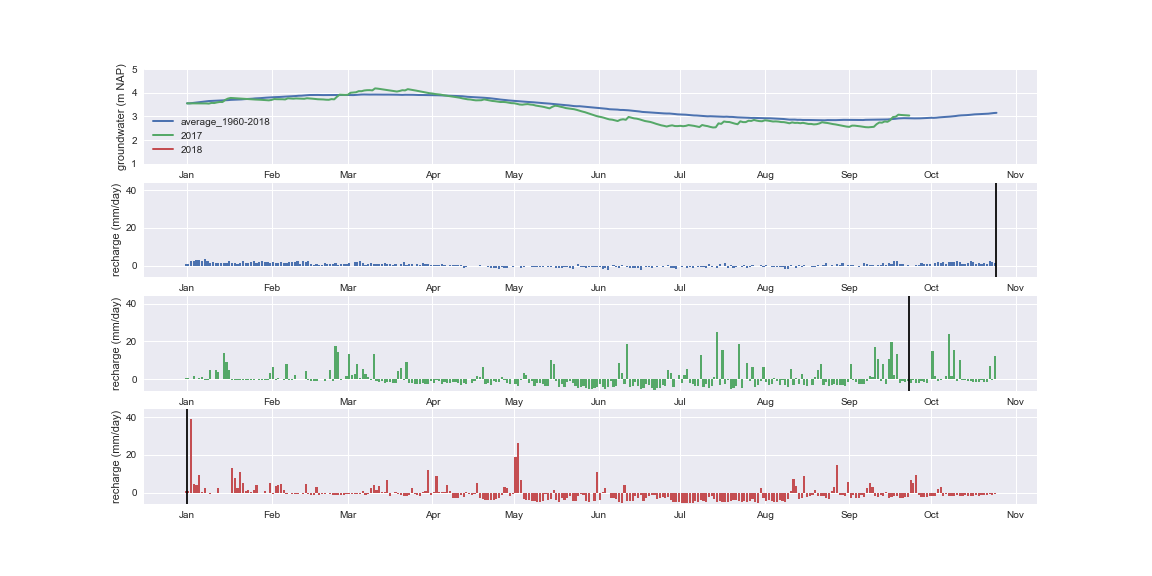 groundwater (m NAP)
5
4
3
2
1
average_1960-2018
2017
2018
Jan Feb Mar Apr May Jun Jul Aug Sep Oct Nov
recharge (mm/day)
40
20
0
Jan Feb Mar Apr May Jun Jul Aug Sep Oct Nov
recharge (mm/day)
40
20
0
Jan Feb Mar Apr May Jun Jul Aug Sep Oct Nov
recharge (mm/day)
40
20
0
Jan Feb Mar Apr May Jun Jul Aug Sep Oct Nov